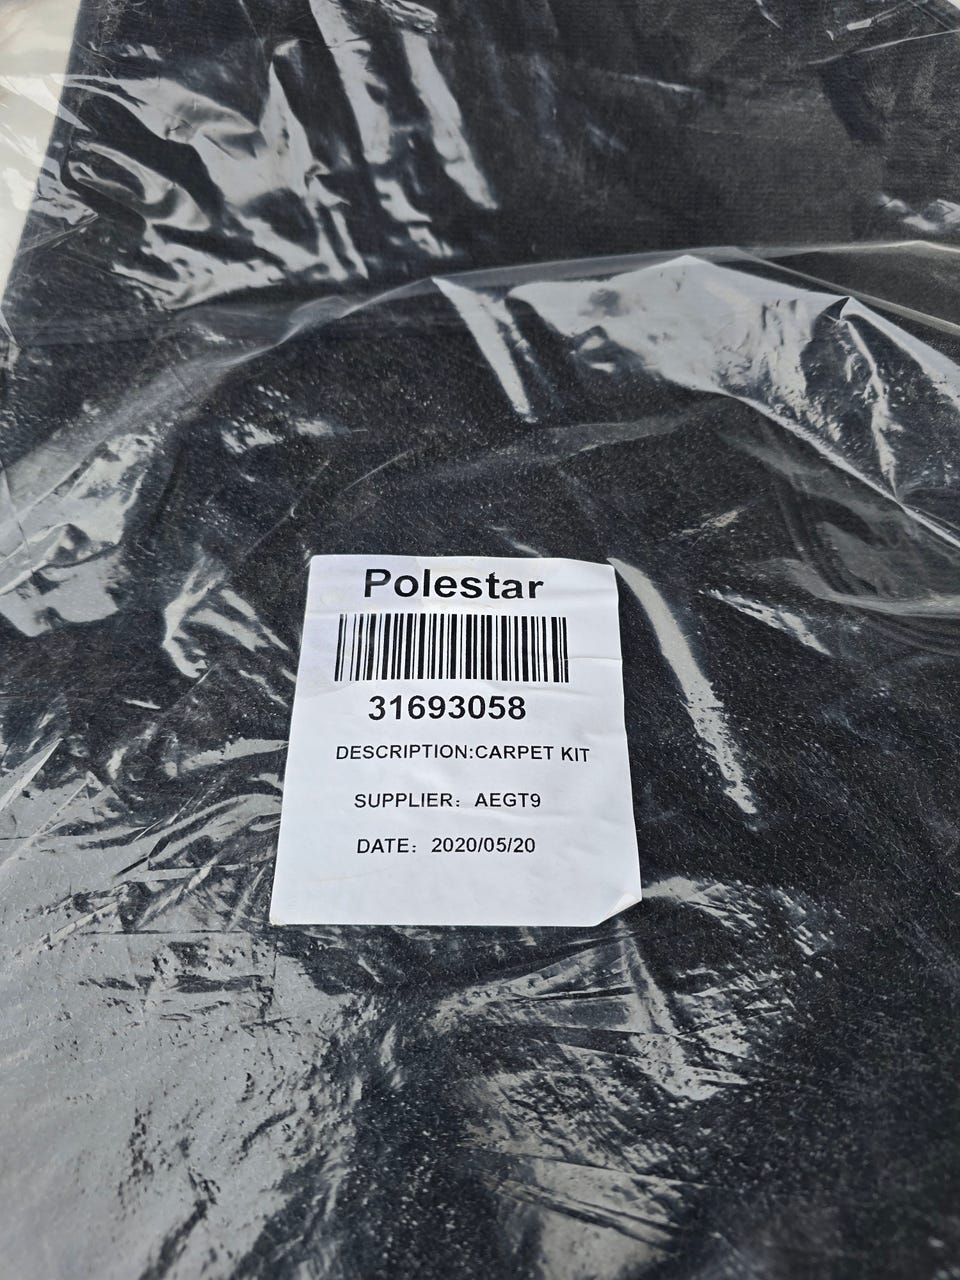 Polestar
31693058
DESCRIPTION:CARPET KIT
SUPPLIER: AEGT9
DATE: 2020/05/20